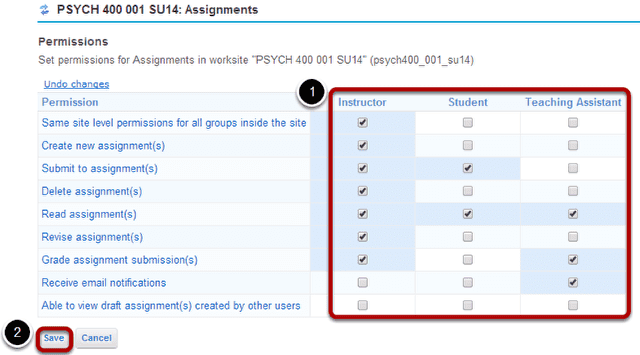 PSYCH 400 001 SU14: Assignments
Permissions
Set permissions for Assignments in worksite "PSYCH 400 001 SU14" (psych400_001_su14)
Undo changes
1
Permission Instructor Student Teaching Assistant
Same site level permissions for all groups inside the site
Create new assignment(s)
Submit to assignment(s)
Delete assignment(s)
Read assignment(s)
Revise assignment(s)
Grade assignment submission(s)
Receive email notifications
Able to view draft assignment(s) created by other users
2
Save Cancel